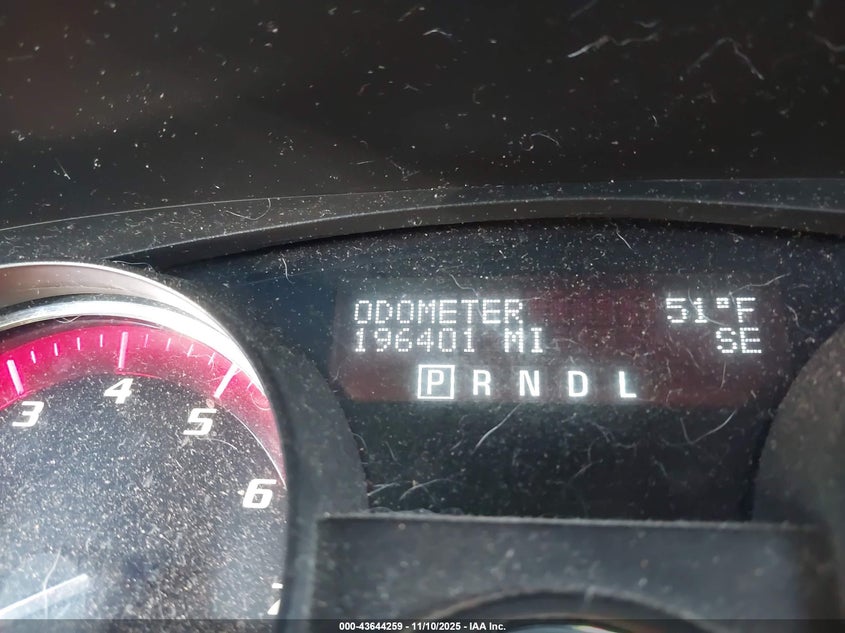 ODOMETER 51°F
196401 MI SE
P R N D L
3 4 5 6
000-43644259 - 11/10/2025 - IAA Inc.